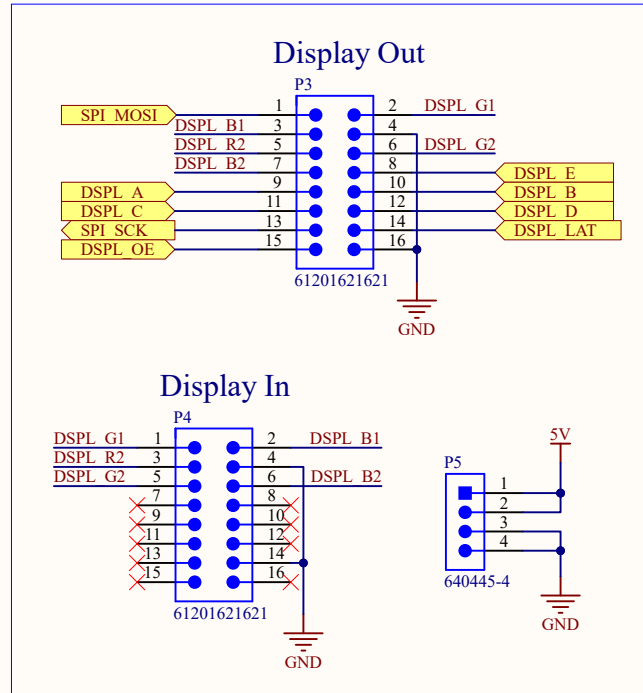 Display Out
P3
SPI_MOSI 1 2 DSPL_G1
DSPL_B1 3 4
DSPL_R2 5 6 DSPL_G2
DSPL_B2 7 8 DSPL_E
DSPL_A 9 10 DSPL_B
DSPL_C 11 12 DSPL_D
SPI_SCK 13 14 DSPL_LAT
DSPL_OE 15 16
61201621621
GND
Display In
P4
DSPL_G1 1 2 DSPL_B1
DSPL_R2 3 4
DSPL_G2 5 6 DSPL_B2
7 8
9 10
11 12
13 14
15 16
61201621621
GND
5V
P5
1
2
3
4
640445-4
GND